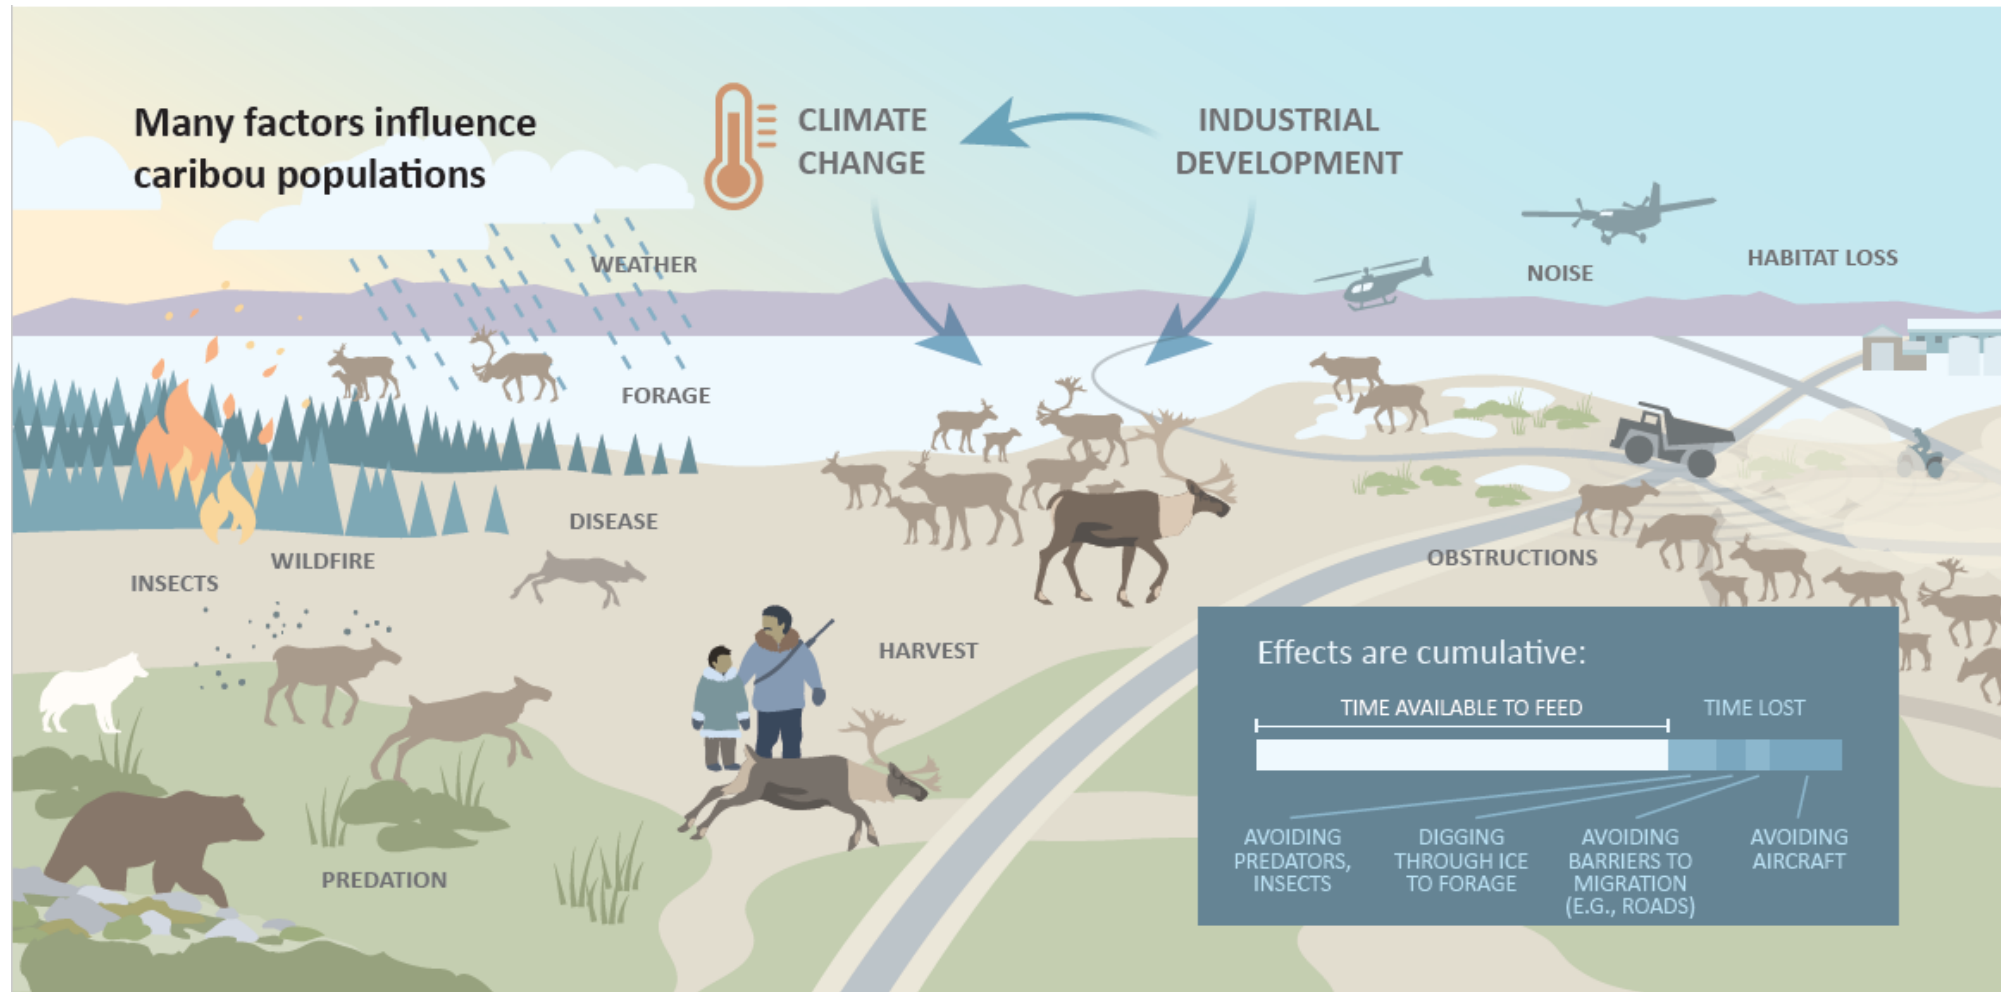 Many factors influence
caribou populations
CLIMATE
CHANGE
INDUSTRIAL
DEVELOPMENT
WEATHER
NOISE
HABITAT LOSS
FORAGE
DISEASE
WILDFIRE
INSECTS
OBSTRUCTIONS
HARVEST
PREDATION
Effects are cumulative:
TIME AVAILABLE TO FEED
TIME LOST
AVOIDING
PREDATORS,
INSECTS
DIGGING
THROUGH ICE
TO FORAGE
AVOIDING
BARRIERS TO
MIGRATION
(E.G., ROADS)
AVOIDING
AIRCRAFT